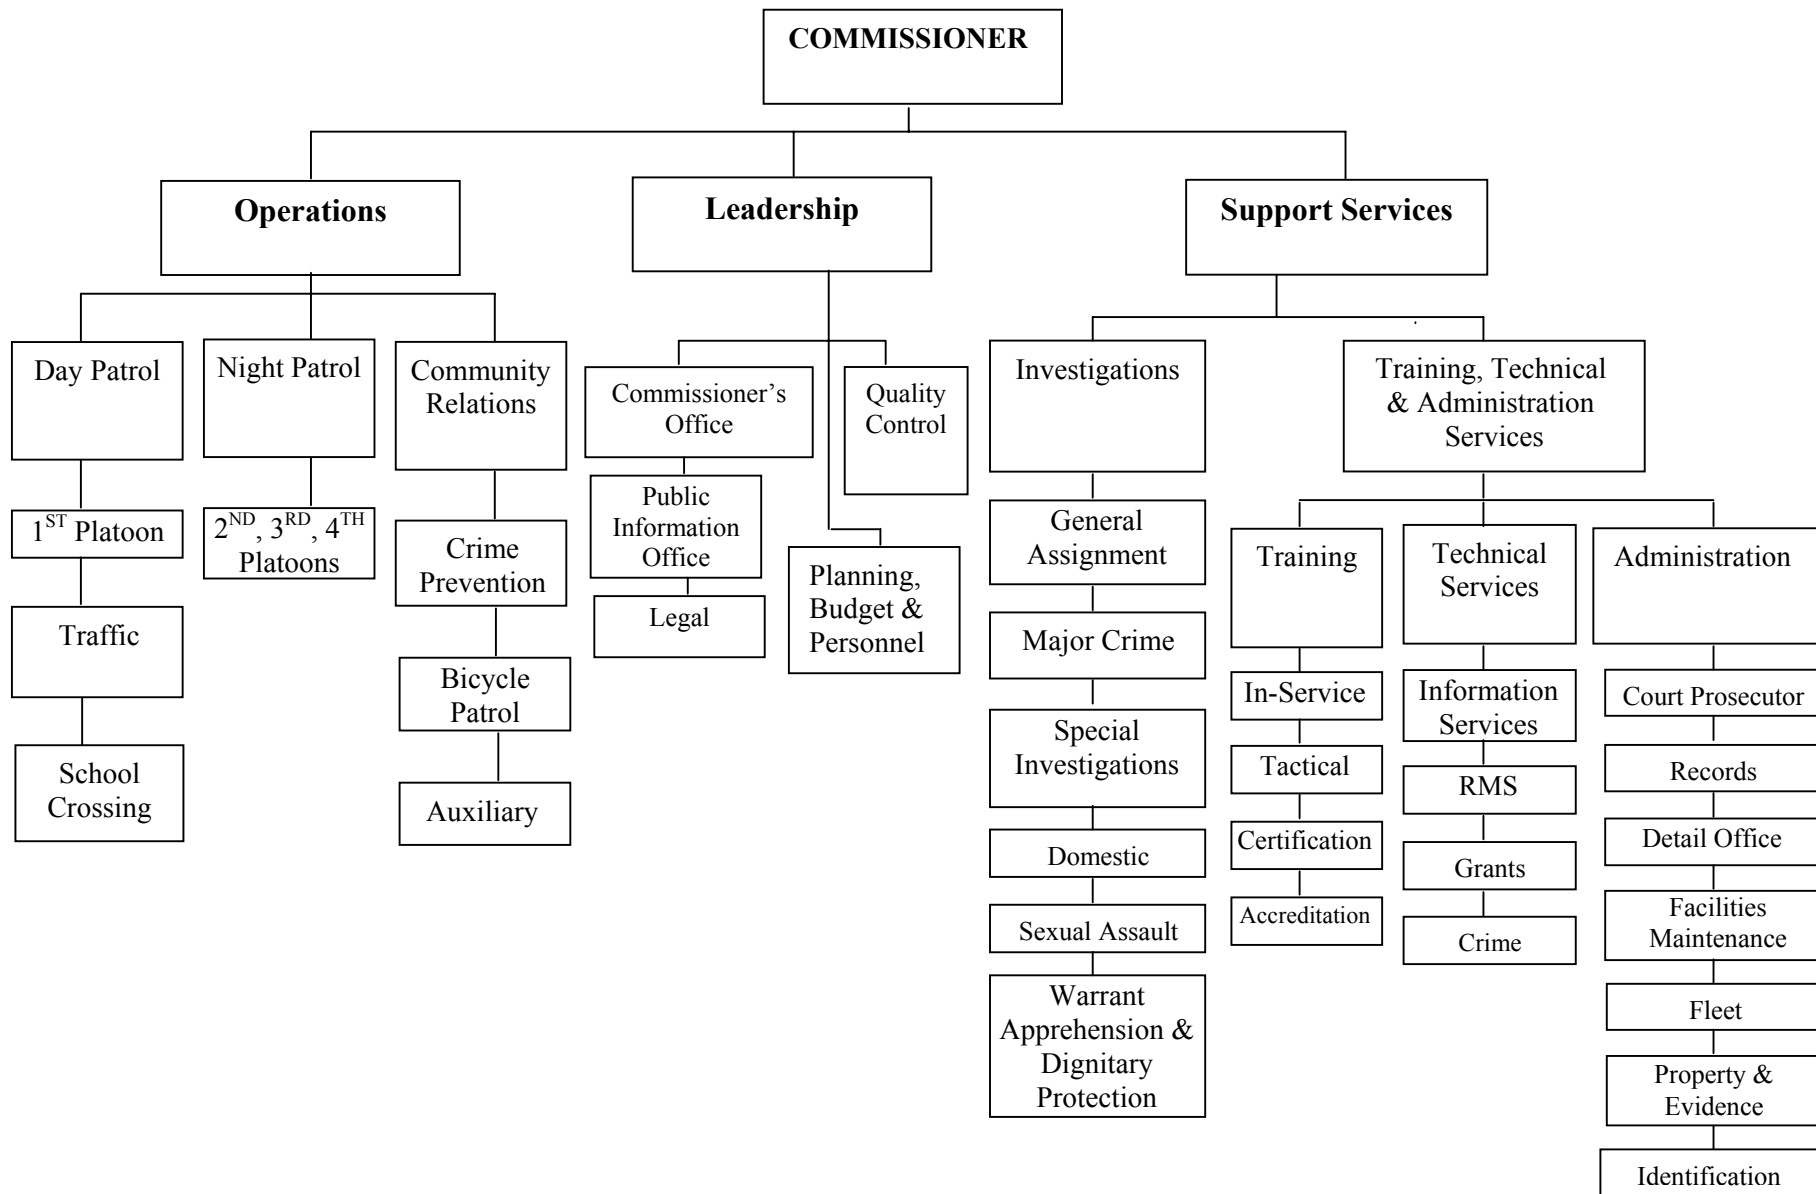 COMMISSIONER
Operations
Leadership
Support Services
Day Patrol
Night Patrol
Community
Relations
Commissioner’s
Office
Quality
Control
Investigations
Training, Technical
& Administration
Services
1ST Platoon
2ND, 3RD, 4TH
Platoons
Crime
Prevention
Public
Information
Office
Planning,
Budget &
Personnel
General
Assignment
Training
Technical
Services
Administration
Traffic
Legal
Major Crime
Bicycle
Patrol
In-Service
Information
Services
Court Prosecutor
School
Crossing
Auxiliary
Special
Investigations
Tactical
RMS
Records
Domestic
Certification
Grants
Detail Office
Sexual Assault
Accreditation
Crime
Facilities
Maintenance
Warrant
Apprehension &
Dignitary
Protection
Fleet
Property &
Evidence
Identification